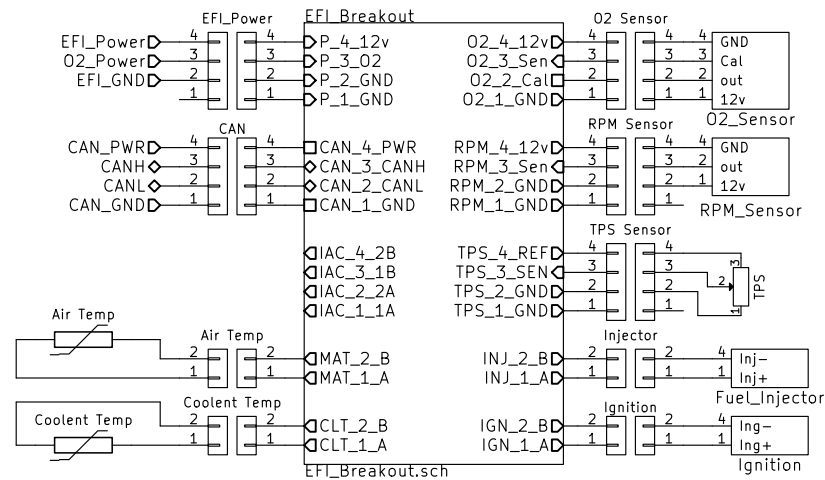 EFI_Power EFI_Breakout O2 Sensor
EFI_Power 4 4 P_4_12v O2_4_12v 4 4 GND
O2_Power 3 3 P_3_O2 O2_3_Sen 3 3 Cal
EFI_GND 2 2 P_2_GND O2_2_Cal 2 2 out
1 1 P_1_GND O2_1_GND 1 1 12v
O2_Sensor
CAN RPM Sensor
CAN_PWR 4 4 CAN_4_PWR RPM_4_12v 4 4 GND
CANH 3 3 CAN_3_CANH RPM_3_Sen 3 3 2 out
CANL 2 2 CAN_2_CANL RPM_2_GND 2 2 1 12v
CAN_GND 1 1 CAN_1_GND RPM_1_GND 1 1
RPM_Sensor
TPS Sensor
IAC_4_2B TPS_4_REF 4 4
IAC_3_1B TPS_3_SEN 3 3
IAC_2_2A TPS_2_GND 2 2
IAC_1_1A TPS_1_GND 1 1
3 2 1 TPS
Air Temp
Air Temp Injector
2 2 MAT_2_B INJ_2_B 2 2 4 Inj-
1 1 MAT_1_A INJ_1_A 1 1 1 Inj+
Fuel_Injector
Coolent Temp Ignition
Coolent Temp
2 2 CLT_2_B IGN_2_B 2 2 4 Ing-
1 1 CLT_1_A IGN_1_A 1 1 1 Ing+
Ignition
EFI_Breakout.sch